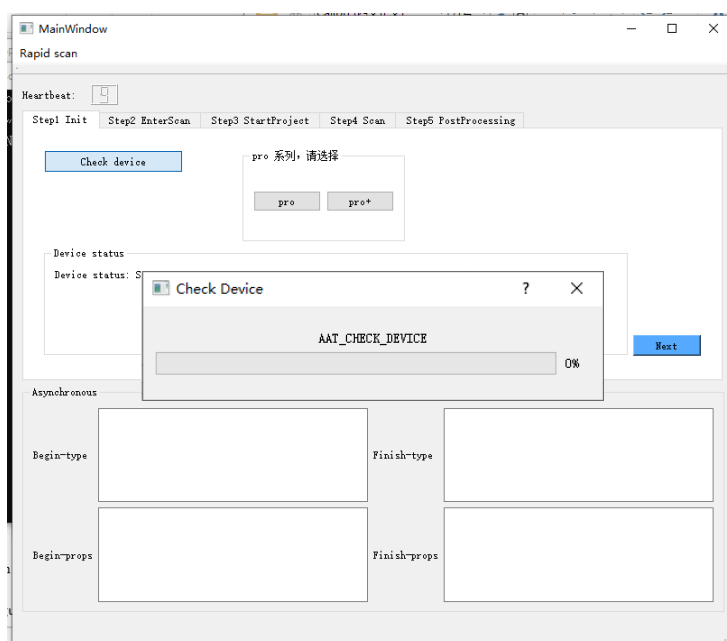 MainWindow
Rapid scan
Heartbeat: 9
Step1 Init Step2 EnterScan Step3 StartProject Step4 Scan Step5 PostProcessing
Check device
pro 系列，请选择
pro pro+
Device status
Device status: S
Check Device ?
AAT_CHECK_DEVICE
0%
Next
Asynchronous
Begin-type Finish-type
Begin-props Finish-props